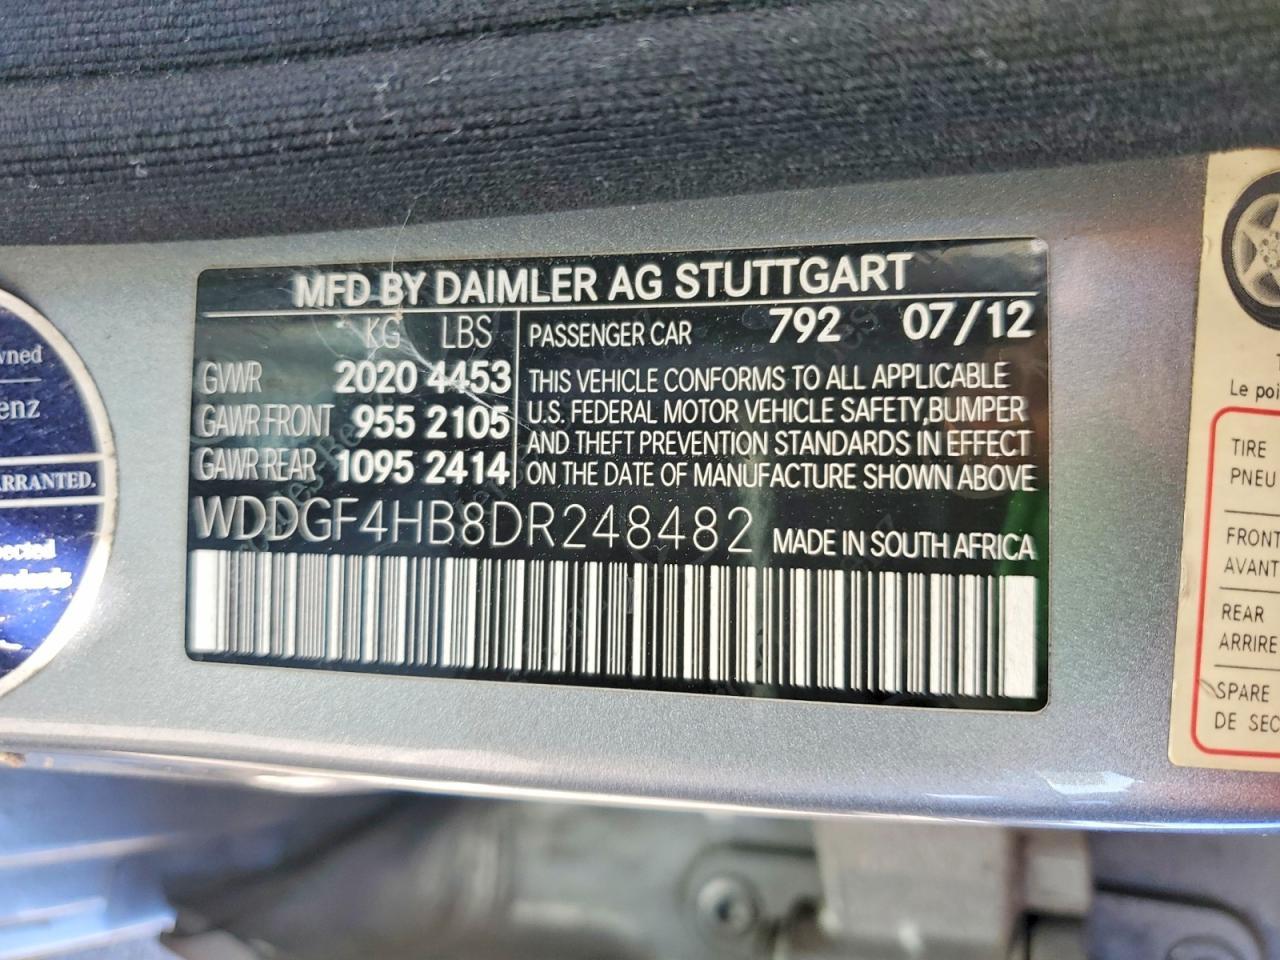 MFD BY DAIMLER AG STUTTGART
KG LBS
GVWR 2020 4453
GAWR FRONT 955 2105
GAWR REAR 1095 2414
PASSENGER CAR 792 07/12
THIS VEHICLE CONFORMS TO ALL APPLICABLE
U.S. FEDERAL MOTOR VEHICLE SAFETY, BUMPER
AND THEFT PREVENTION STANDARDS IN EFFECT
ON THE DATE OF MANUFACTURE SHOWN ABOVE
WDDGF4HB8DR248482 MADE IN SOUTH AFRICA
wned
enz
RRANTED.
Le poi
TIRE
PNEU
FRONT
AVANT
REAR
ARRIRE
SPARE
DE SEC